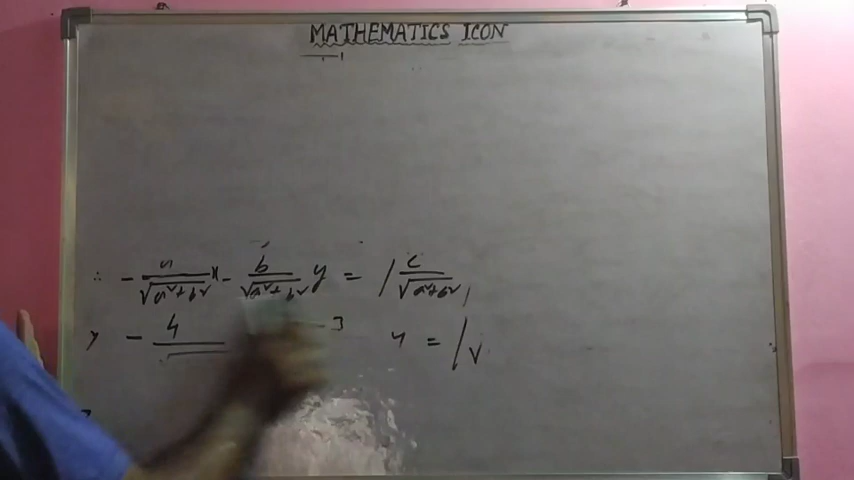 MATHEMATICS ICON
∴ - a/√(a²+b²) x - b/√(a²+b²) y = |c/√(a²+b²)|
- 4 3 y = |√